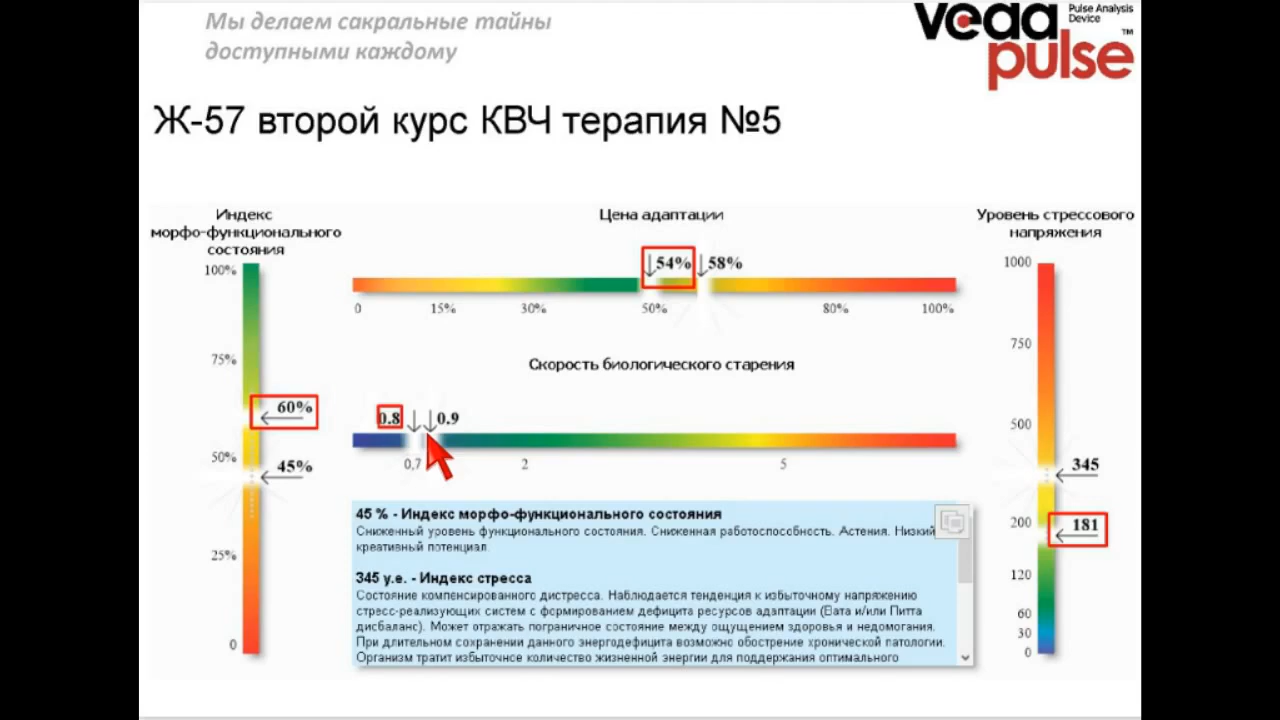 Мы делаем сакральные тайны
доступными каждому
veda
pulse
Pulse Analysis
Device
™
Ж-57 второй курс КВЧ терапия №5
Индекс
морфо-функционального
состояния
100%
75%
60%
50%
45%
25%
0
Цена адаптации
54%
58%
0
15%
30%
50%
80%
100%
Скорость биологического старения
0.8
0.9
0,7
2
5
45 % - Индекс морфо-функционального состояния
Сниженный уровень функционального состояния. Сниженная работоспособность. Астения. Низкий
креативный потенциал.
345 у.е. - Индекс стресса
Состояние компенсированного дистресса. Наблюдается тенденция к избыточному напряжению
стресс-реализующих систем с формированием дефицита ресурсов адаптации (Вата и/или Питта
дисбаланс). Может отражать пограничное состояние между ощущением здоровья и недомогания.
При длительном сохранении данного энергодефицита возможно обострение хронической патологии.
Организм тратит избыточное количество жизненной энергии для поддержания оптимального
Уровень стрессового
напряжения
1000
750
500
345
200
181
120
60
30
0